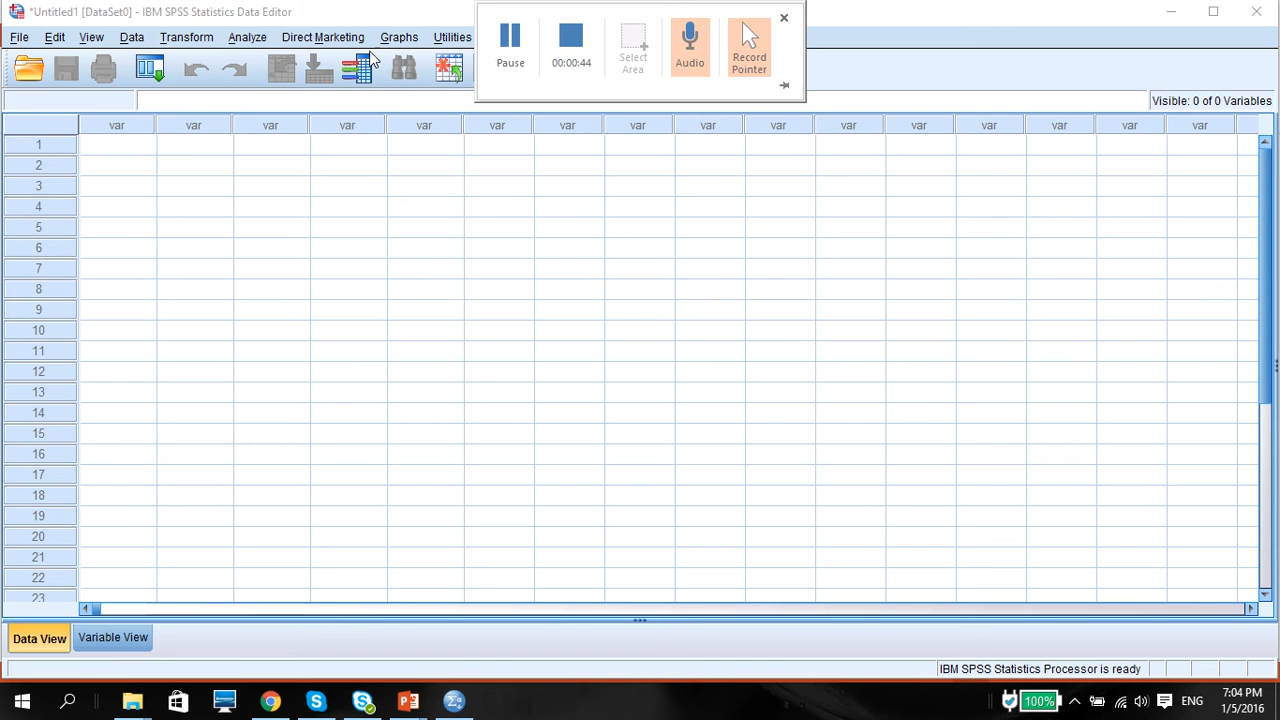 *Untitled1 [DataSet0] - IBM SPSS Statistics Data Editor
File Edit View Data Transform Analyze Direct Marketing Graphs Utilities
Pause
00:00:44
Select Area
Audio
Record Pointer
Visible: 0 of 0 Variables
var var var var var var var var var var var var var var var
1
2
3
4
5
6
7
8
9
10
11
12
13
14
15
16
17
18
19
20
21
22
23
Data View Variable View
IBM SPSS Statistics Processor is ready
100% ENG 7:04 PM
1/5/2016